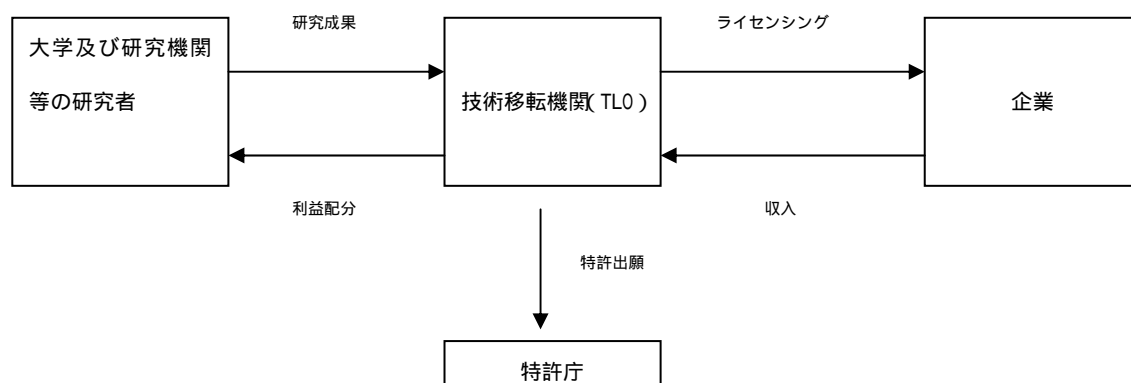 研究成果
ライセンシング
大学及び研究機関
等の研究者
技術移転機関(TLO)
企業
利益配分
収入
特許出願
特許庁